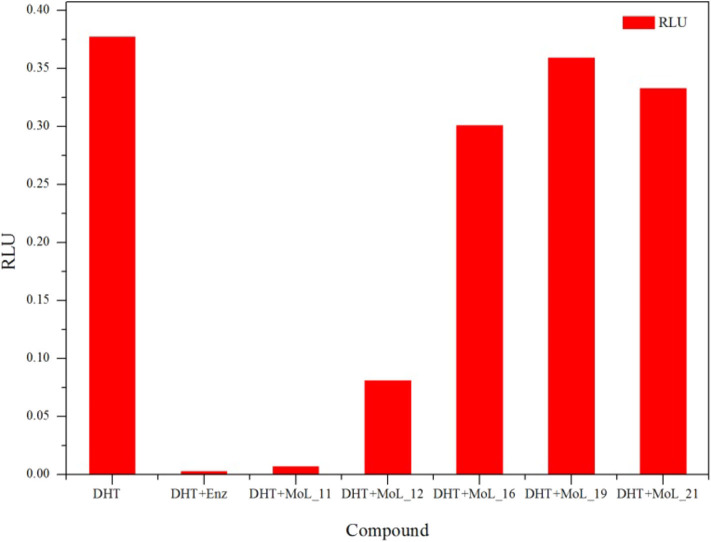 RLU
0.40
0.35
0.30
0.25
0.20
0.15
0.10
0.05
0.00
RLU
DHT DHT+Enz DHT+MoL_11 DHT+MoL_12 DHT+MoL_16 DHT+MoL_19 DHT+MoL_21
Compound